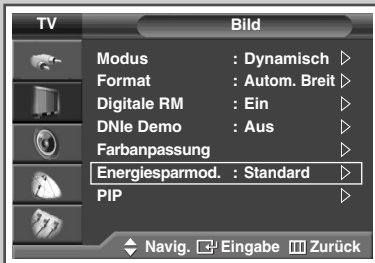 TV Bild
Modus : Dynamisch
Format : Autom. Breit
Digitale RM : Ein
DNIe Demo : Aus
Farbanpassung
Energiesparmod. : Standard
PIP
Navig. Eingabe Zurück